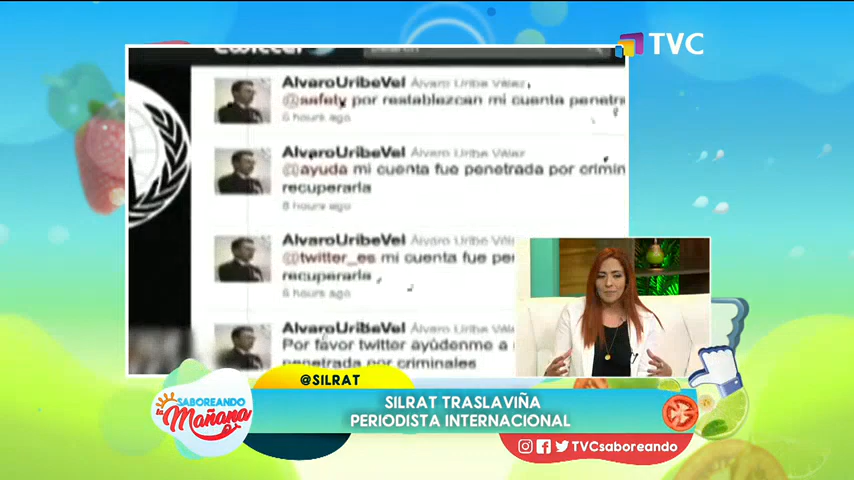 twitter
TVC
AlvaroUribeVel Álvaro Uribe Vélez
@safety por restablezcan mi cuenta penetra
6 hours ago
AlvaroUribeVel Álvaro Uribe Vélez
@ayuda mi cuenta fue penetrada por crimin
recuperarla
6 hours ago
AlvaroUribeVel Álvaro Uribe Vélez
@twitter_es mi cuenta fue pe
recuperarla
6 hours ago
AlvaroUribeVel Álvaro Uribe Vélez
Por favor twitter ayúdenme a
penetrada por criminales
@SILRAT
SABOREANDO
Mañana
SILRAT TRASLAVIÑA
PERIODISTA INTERNACIONAL
TVCsaboreando